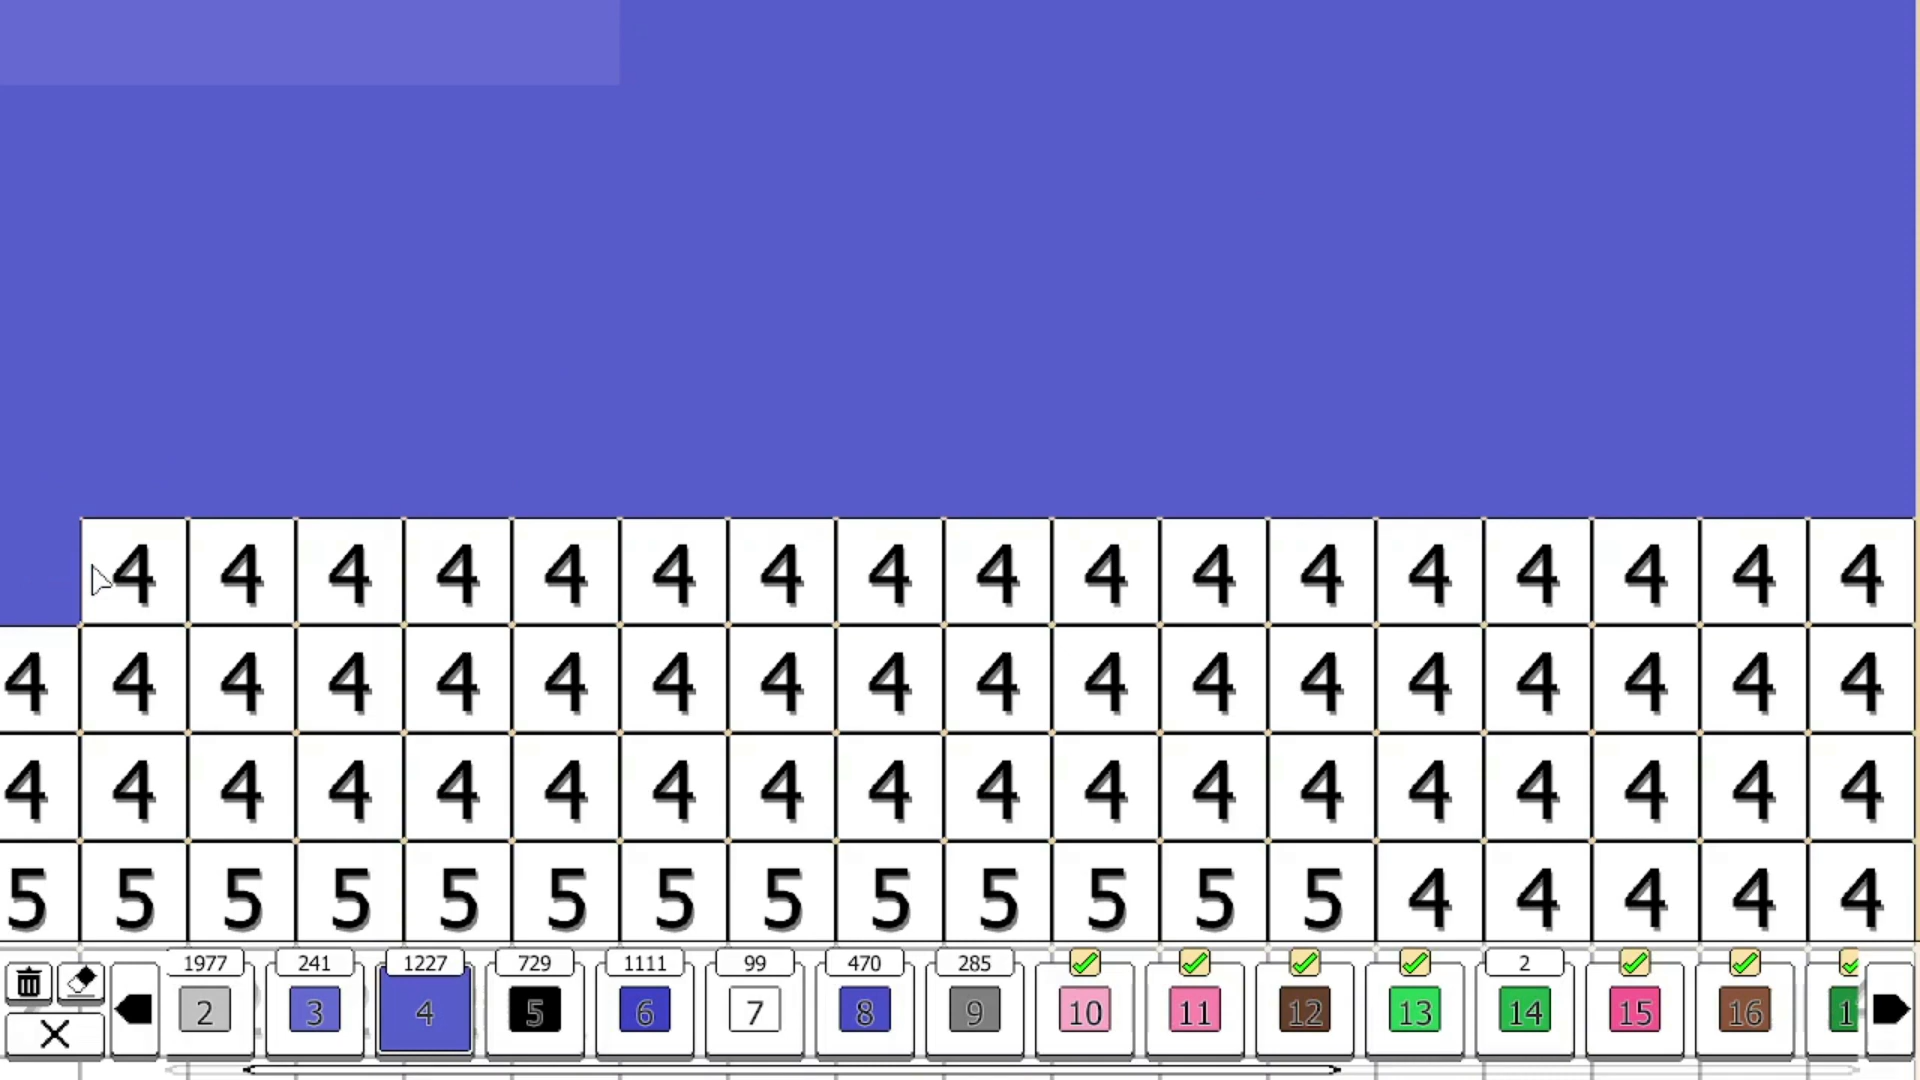 4 4 4 4 4 4 4 4 4 4 4 4 4 4 4 4 4
4 4 4 4 4 4 4 4 4 4 4 4 4 4 4 4 4 4
4 4 4 4 4 4 4 4 4 4 4 4 4 4 4 4 4 4
5 5 5 5 5 5 5 5 5 5 5 5 5 4 4 4 4 4
1977 241 1227 729 1111 99 470 285 2
2 3 4 5 6 7 8 9 10 11 12 13 14 15 16